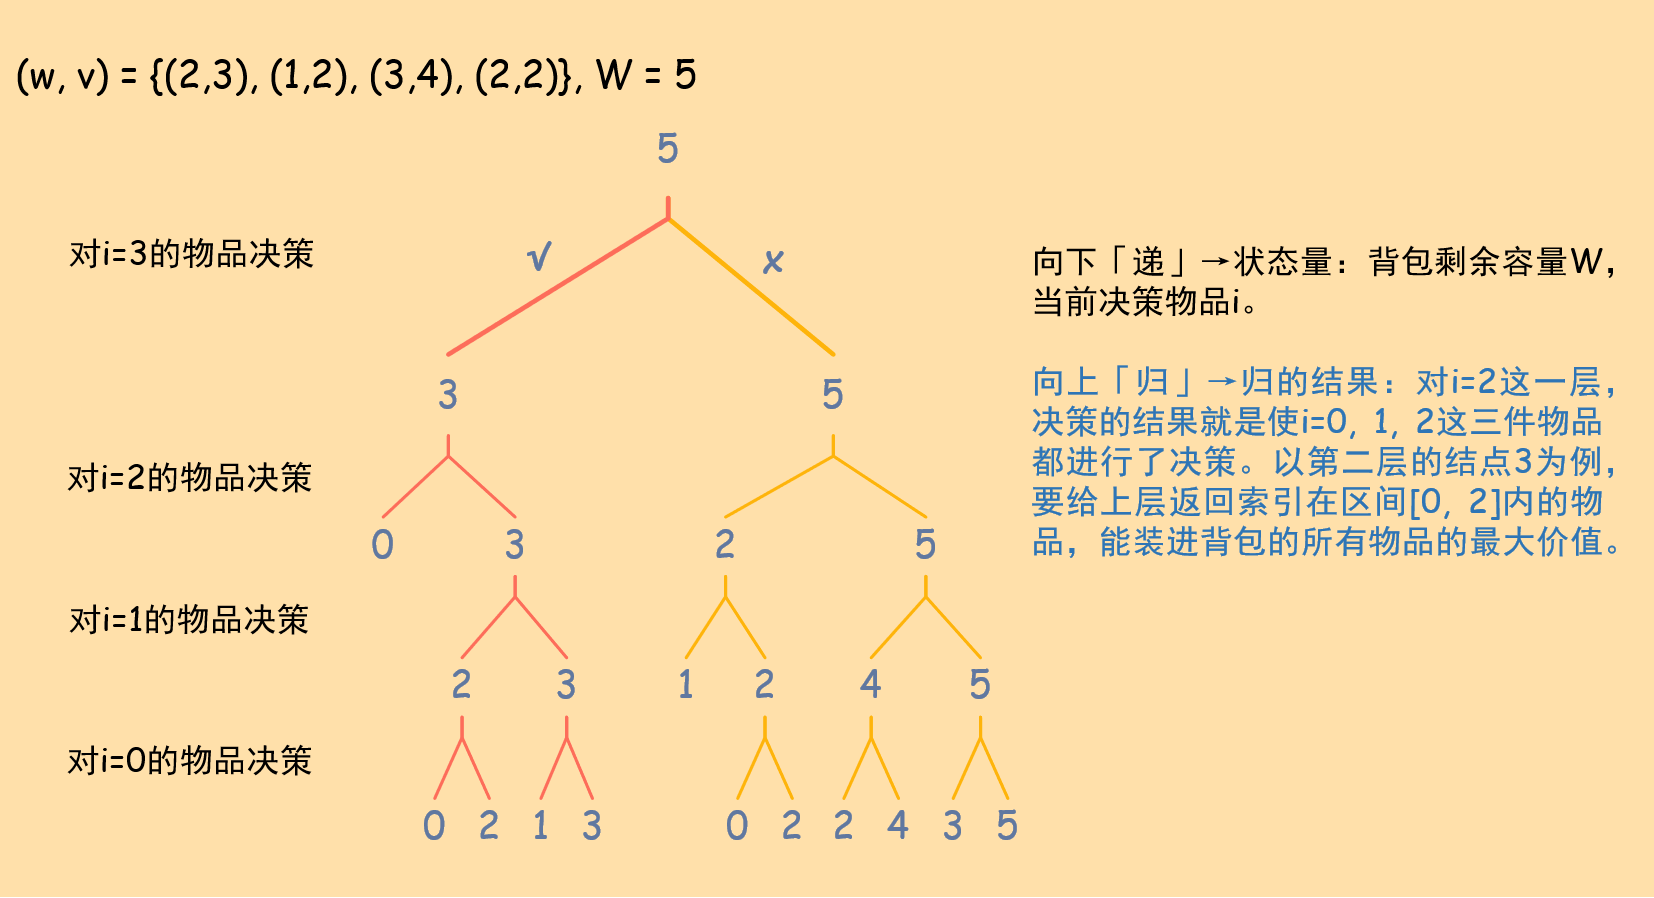 (w, v) = {(2,3), (1,2), (3,4), (2,2)}, W = 5
5
对i=3的物品决策
√
×
向下「递」→状态量：背包剩余容量W，
当前决策物品i。
3
5
向上「归」→归的结果：对i=2这一层，
决策的结果就是使i=0, 1, 2这三件物品
都进行了决策。以第二层的结点3为例，
要给上层返回索引在区间[0, 2]内的物
品，能装进背包的所有物品的最大价值。
对i=2的物品决策
0 3 2 5
对i=1的物品决策
2 3 1 2 4 5
对i=0的物品决策
0 2 1 3 0 2 2 4 3 5